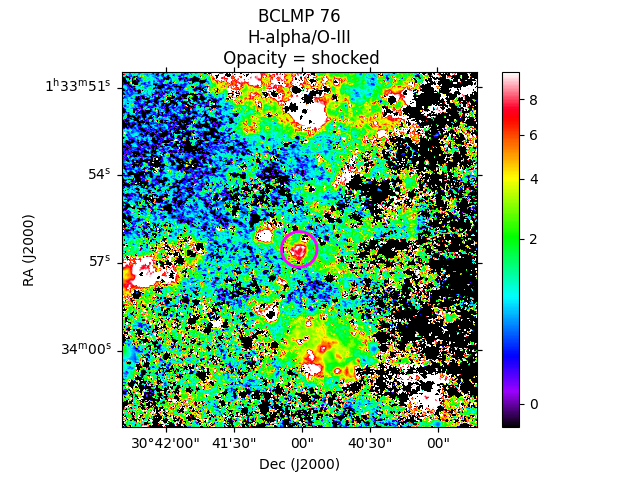 BCLMP 76
H-alpha/O-III
Opacity = shocked
1ʰ33ᵐ51ˢ
54ˢ
57ˢ
34ᵐ00ˢ
RA (J2000)
30°42'00" 41'30" 00" 40'30" 00"
Dec (J2000)
8
6
4
2
0